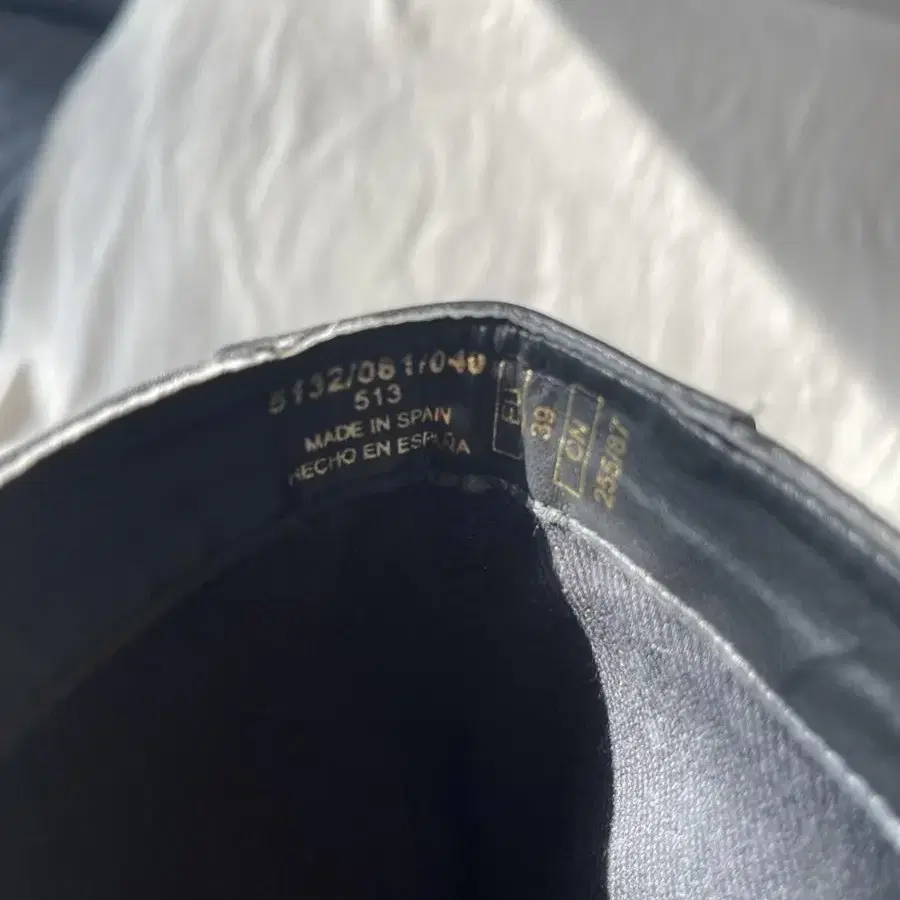 5132/061/040
513
MADE IN SPAIN
HECHO EN ESPAÑA
EU
39
CN
255/87